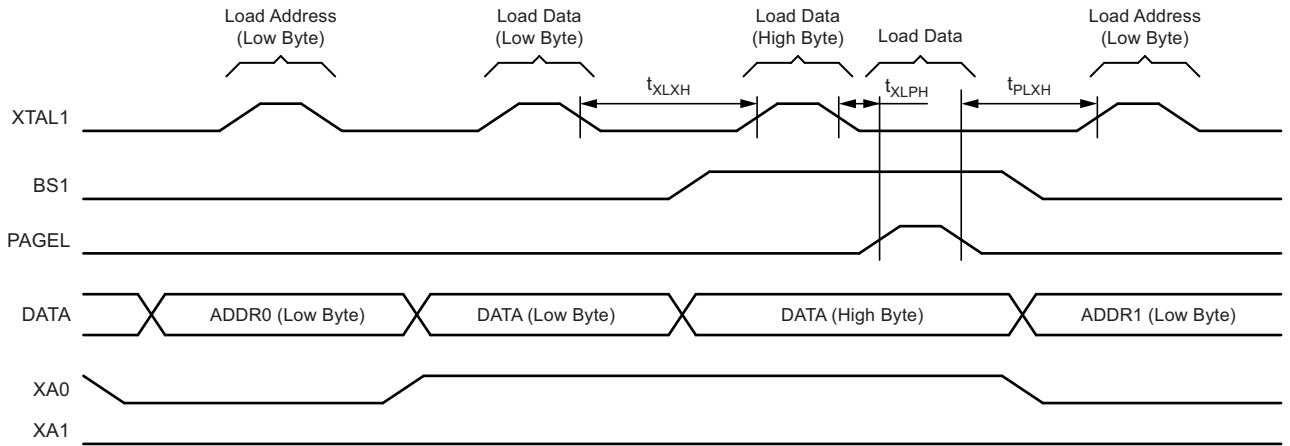 Load Address
(Low Byte)
Load Data
(Low Byte)
Load Data
(High Byte)
Load Data
Load Address
(Low Byte)
tXLXH
tXLPH
tPLXH
XTAL1
BS1
PAGEL
DATA
ADDR0 (Low Byte)
DATA (Low Byte)
DATA (High Byte)
ADDR1 (Low Byte)
XA0
XA1